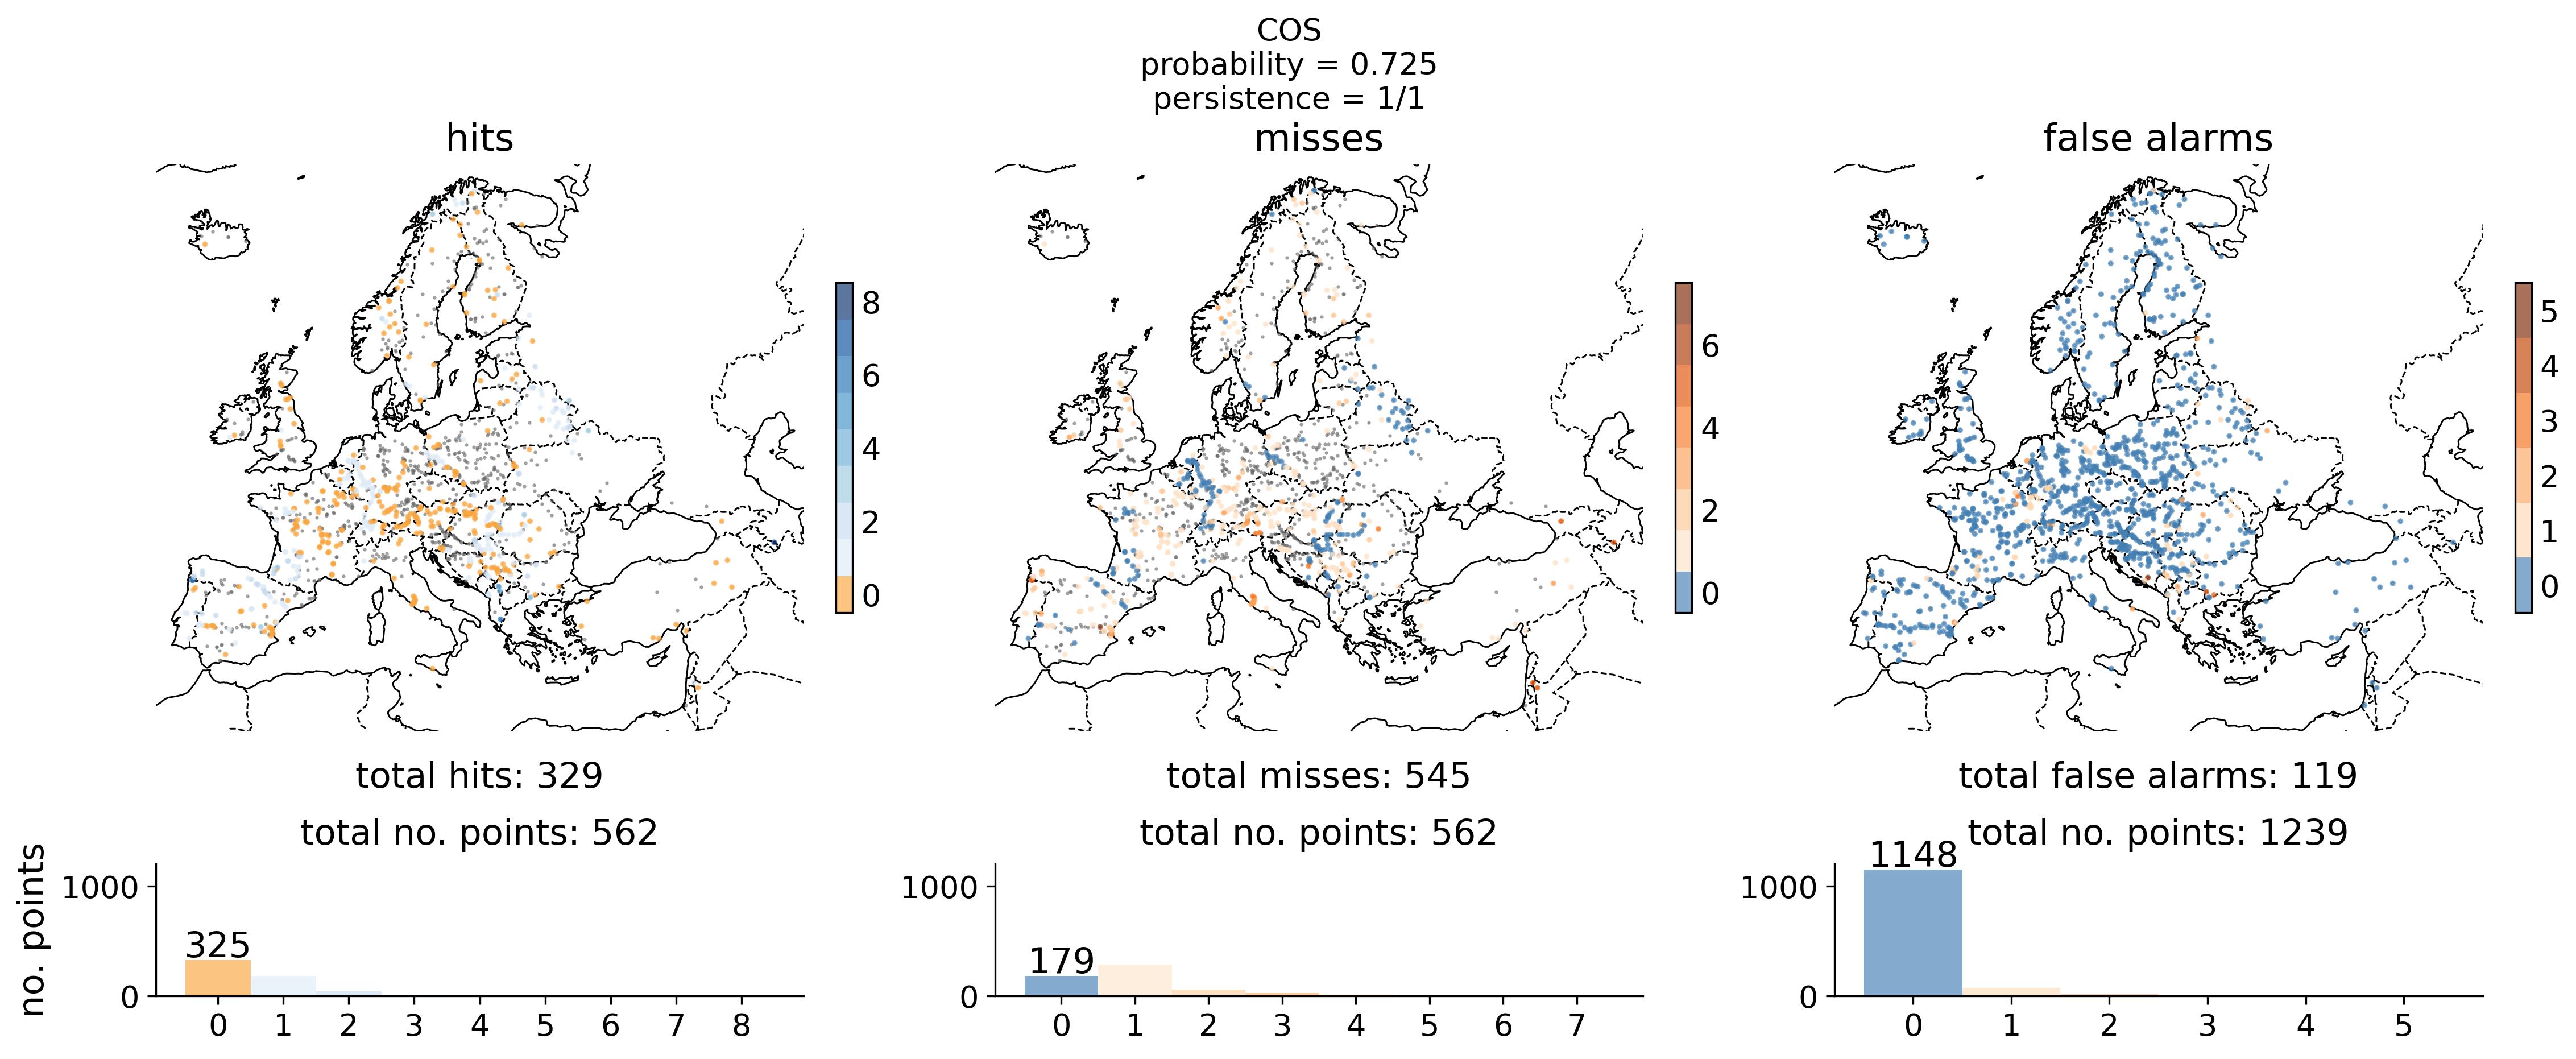 COS
probability = 0.725
persistence = 1/1
hits
misses
false alarms
8
6
4
2
0
6
4
2
0
5
4
3
2
1
0
total hits: 329
total misses: 545
total false alarms: 119
total no. points: 562
total no. points: 562
total no. points: 1239
no. points
1000
0
325
0 1 2 3 4 5 6 7 8
1000
0
179
0 1 2 3 4 5 6 7
1000
0
1148
0 1 2 3 4 5